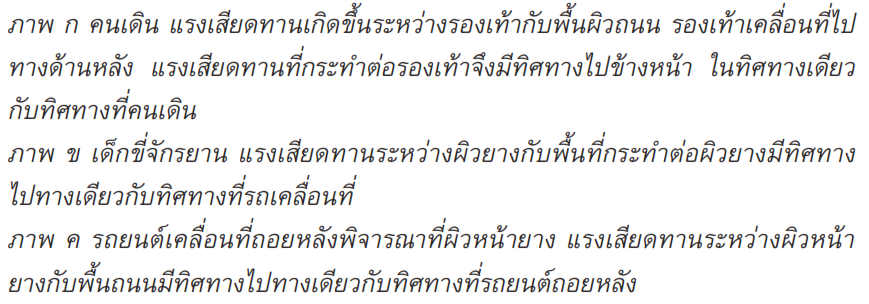 ภาพ ก คนเดิน แรงเสียดทานเกิดขึ้นระหว่างรองเท้ากับพื้นผิวถนน รองเท้าเคลื่อนที่ไป
ทางด้านหลัง แรงเสียดทานที่กระทำต่อรองเท้าจึงมีทิศทางไปข้างหน้า ในทิศทางเดียว
กับทิศทางที่คนเดิน
ภาพ ข เด็กขี่จักรยาน แรงเสียดทานระหว่างผิวยางกับพื้นที่กระทำต่อผิวยางมีทิศทาง
ไปทางเดียวกับทิศทางที่รถเคลื่อนที่
ภาพ ค รถยนต์เคลื่อนที่ถอยหลังพิจารณาที่ผิวหน้ายาง แรงเสียดทานระหว่างผิวหน้า
ยางกับพื้นถนนมีทิศทางไปทางเดียวกับทิศทางที่รถยนต์ถอยหลัง